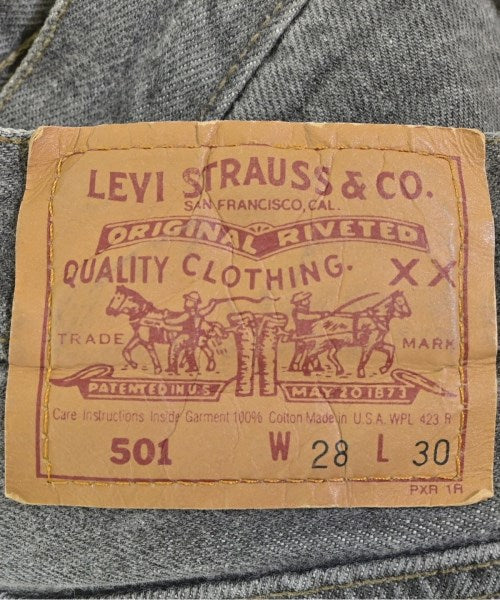 LEVI STRAUSS & CO.
SAN FRANCISCO, CAL.
ORIGINAL RIVETED
QUALITY CLOTHING. XX
TRADE MARK
PATENTED IN U.S. MAY 20 1873
Care Instructions Inside Garment 100% Cotton Made in U.S.A. WPL 423 R
501 W 28 L 30
PXR 1R